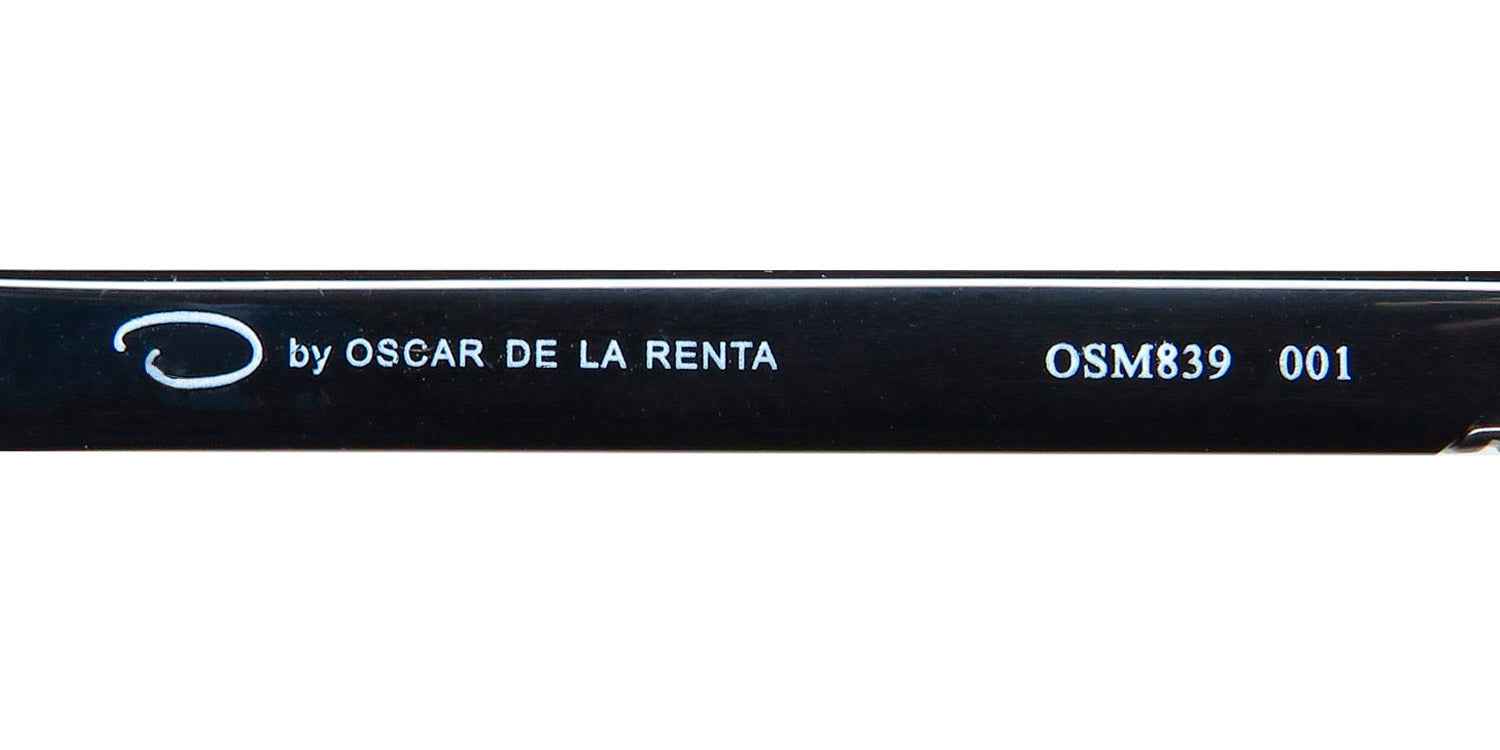 O by OSCAR DE LA RENTA OSM839 001